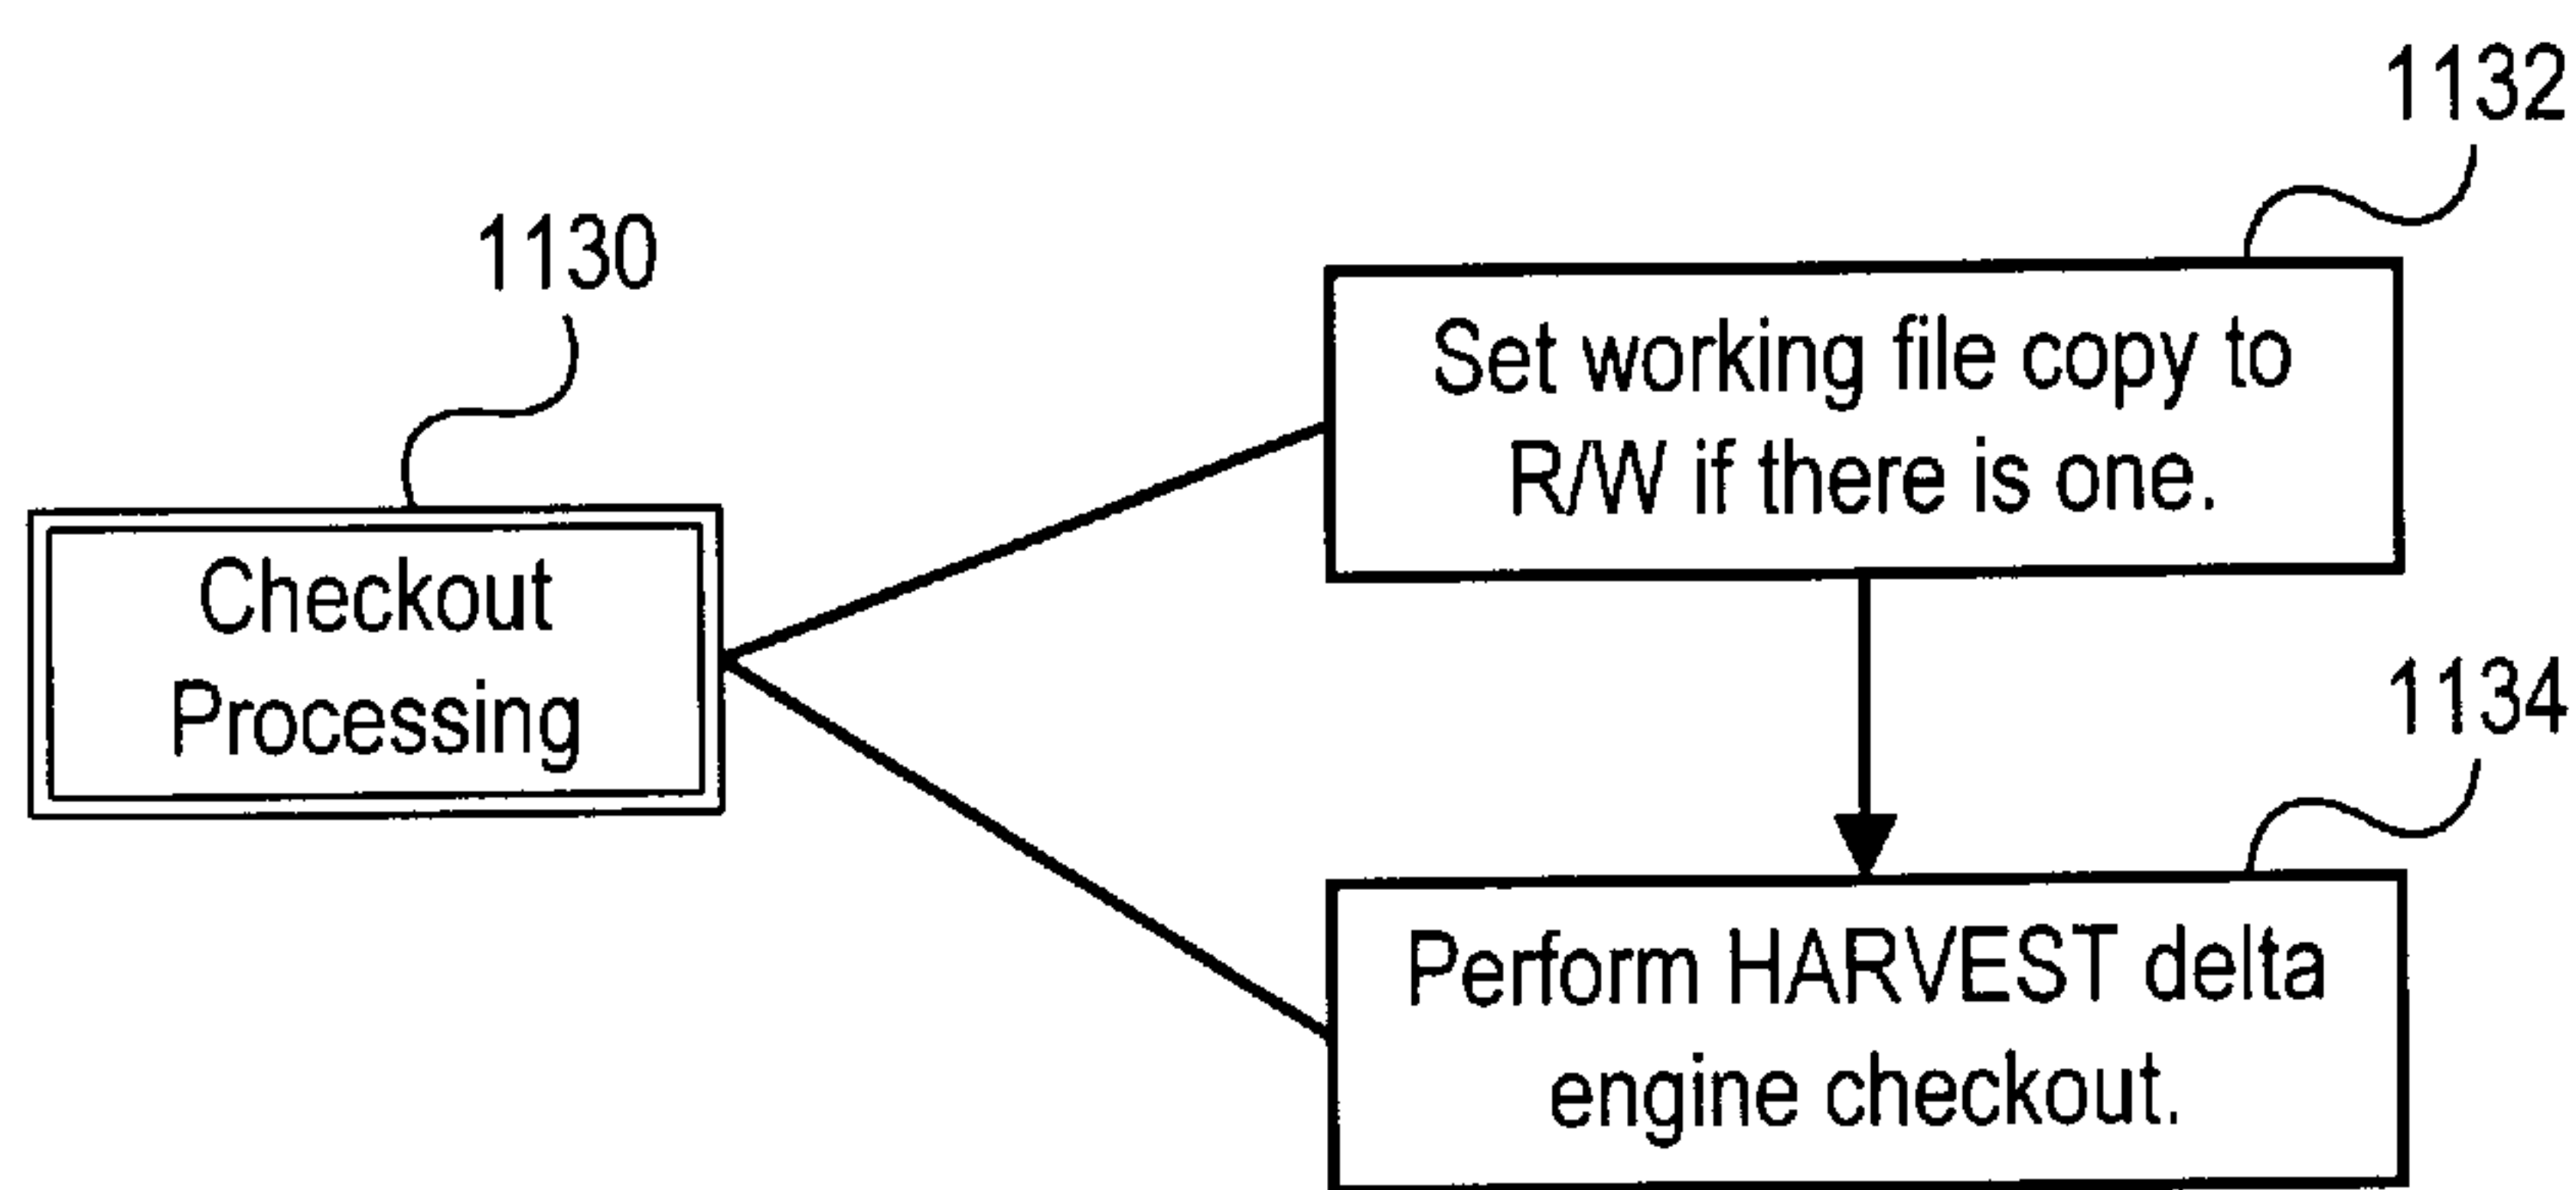 1132
1130
Set working file copy to
R/W if there is one.
Checkout
Processing
1134
Perform HARVEST delta
engine checkout.